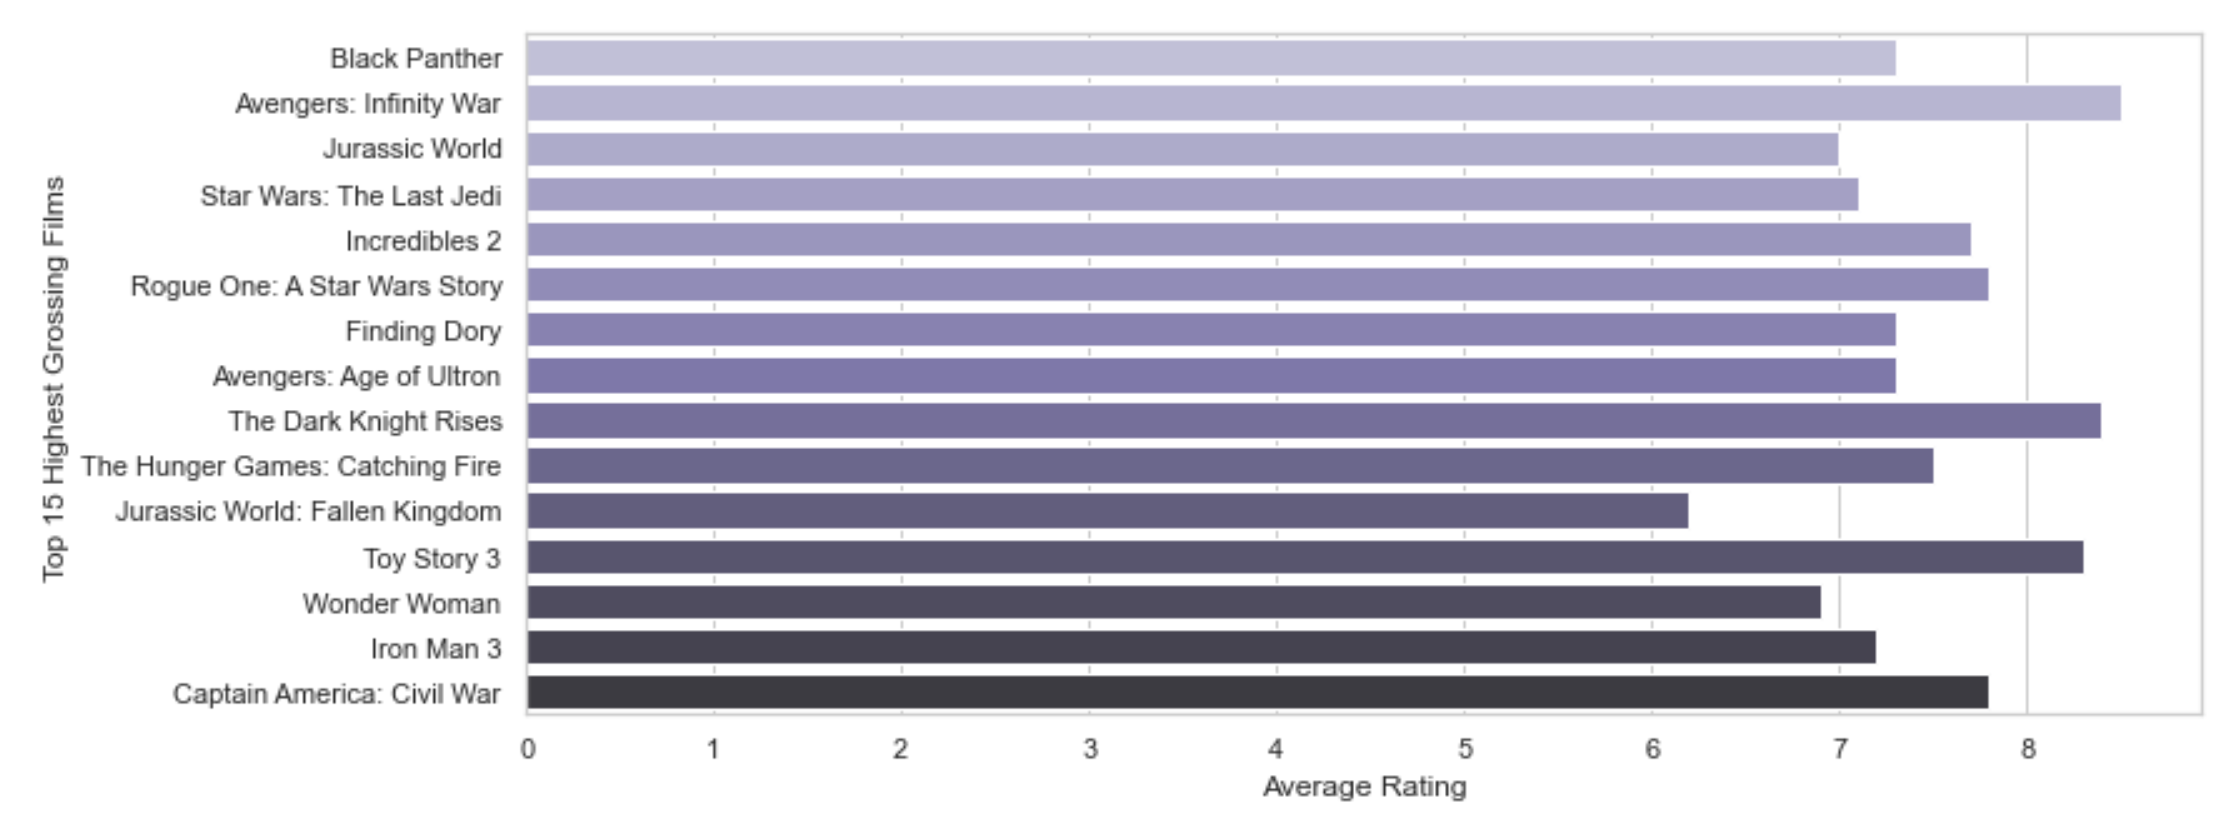 Top 15 Highest Grossing Films
Black Panther
Avengers: Infinity War
Jurassic World
Star Wars: The Last Jedi
Incredibles 2
Rogue One: A Star Wars Story
Finding Dory
Avengers: Age of Ultron
The Dark Knight Rises
The Hunger Games: Catching Fire
Jurassic World: Fallen Kingdom
Toy Story 3
Wonder Woman
Iron Man 3
Captain America: Civil War
0 1 2 3 4 5 6 7 8
Average Rating